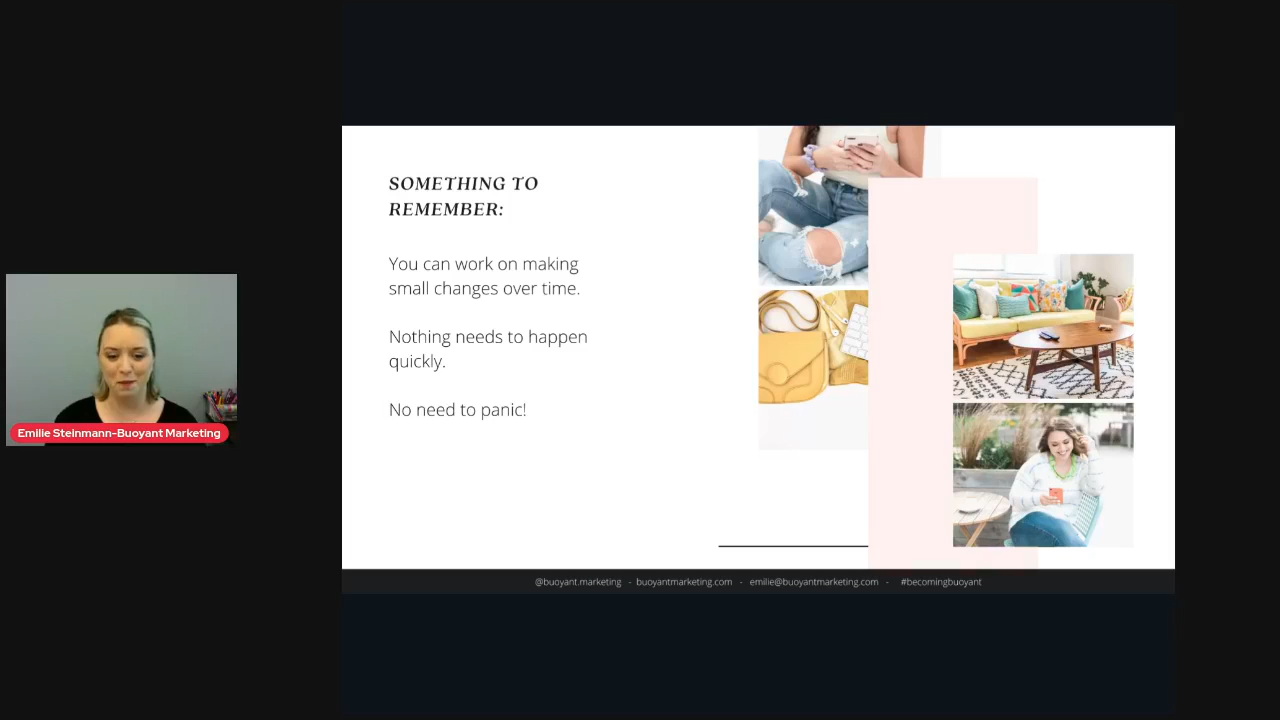 SOMETHING TO
REMEMBER:
You can work on making
small changes over time.
Nothing needs to happen
quickly.
No need to panic!
Emilie Steinmann-Buoyant Marketing
@buoyant.marketing - buoyantmarketing.com - emilie@buoyantmarketing.com - #becomingbuoyant